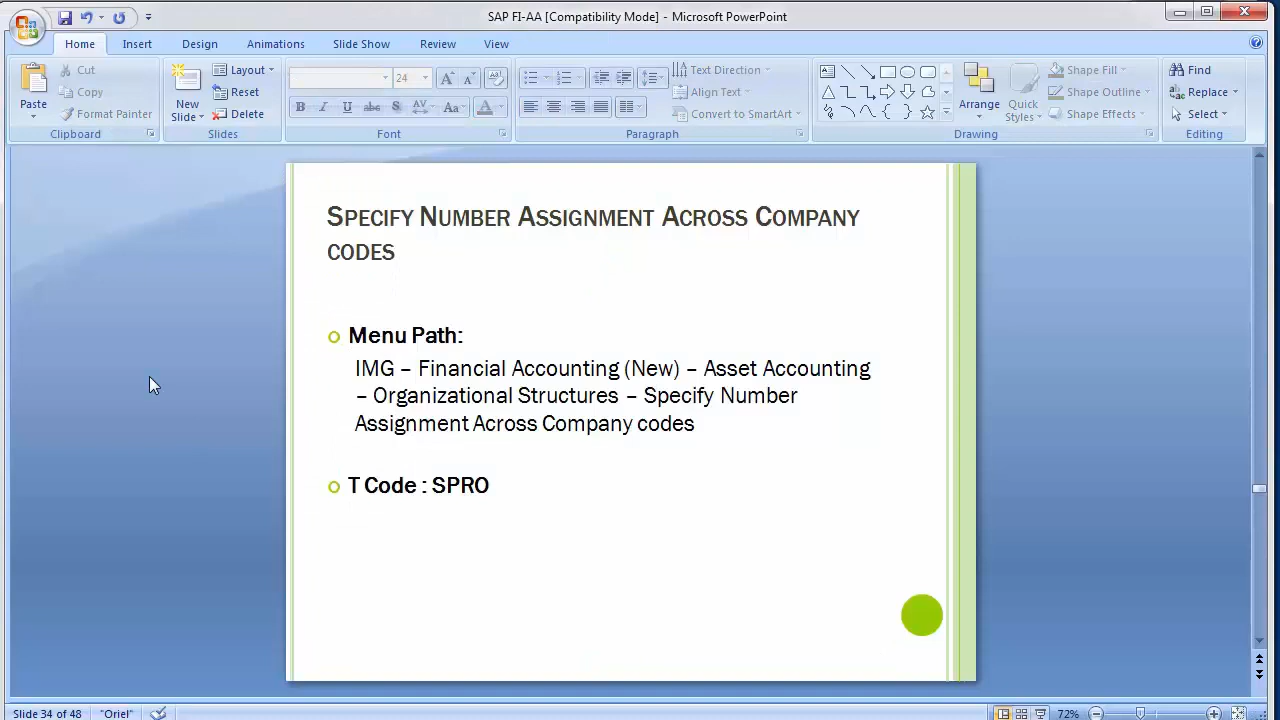 SAP FI-AA [Compatibility Mode] - Microsoft PowerPoint
Home Insert Design Animations Slide Show Review View
Paste
Cut
Copy
Format Painter
Clipboard
New Slide
Layout
Reset
Delete
Slides
24
B I U abc S AV Aa A
Font
Paragraph
Text Direction
Align Text
Convert to SmartArt
Arrange
Quick Styles
Shape Fill
Shape Outline
Shape Effects
Drawing
Find
Replace
Select
Editing
SPECIFY NUMBER ASSIGNMENT ACROSS COMPANY
CODES
Menu Path:
IMG – Financial Accounting (New) – Asset Accounting
– Organizational Structures – Specify Number
Assignment Across Company codes
T Code : SPRO
Slide 34 of 48 "Oriel" 72%